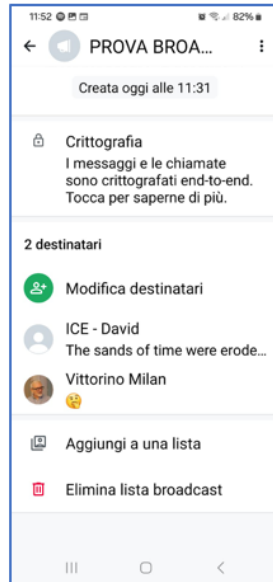 11:52 82%
PROVA BROA...
Creata oggi alle 11:31
Crittografia
I messaggi e le chiamate
sono crittografati end-to-end.
Tocca per saperne di più.
2 destinatari
Modifica destinatari
ICE - David
The sands of time were erode...
Vittorino Milan
🤔
Aggiungi a una lista
Elimina lista broadcast